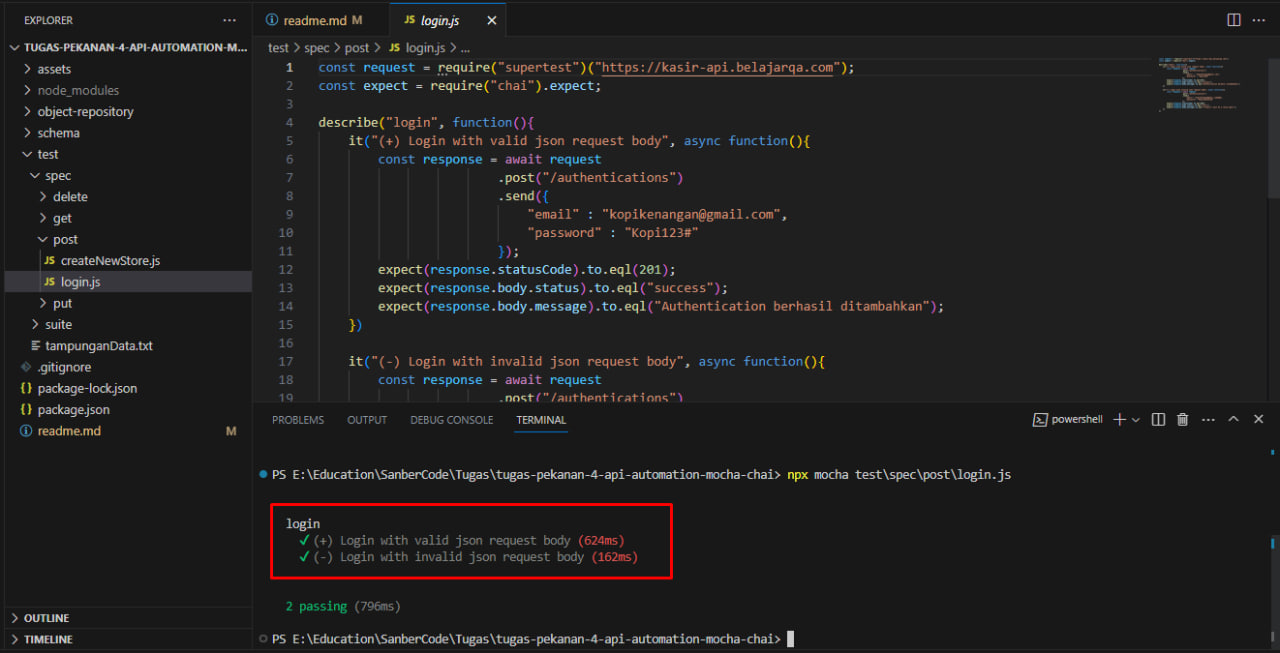 EXPLORER
TUGAS-PEKANAN-4-API-AUTOMATION-M...
assets
node_modules
object-repository
schema
test
spec
delete
get
post
JS createNewStore.js
JS login.js
put
suite
tampunganData.txt
.gitignore
{} package-lock.json
{} package.json
readme.md M
OUTLINE
TIMELINE
readme.md M
JS login.js
test > spec > post > JS login.js > ...
1 const request = require("supertest")("https://kasir-api.belajarqa.com");
2 const expect = require("chai").expect;
3
4 describe("login", function(){
5 it("(+) Login with valid json request body", async function(){
6 const response = await request
7 .post("/authentications")
8 .send({
9 "email" : "kopikenangan@gmail.com",
10 "password" : "Kopi123#"
11 });
12 expect(response.statusCode).to.eql(201);
13 expect(response.body.status).to.eql("success");
14 expect(response.body.message).to.eql("Authentication berhasil ditambahkan");
15 })
16
17 it("(-) Login with invalid json request body", async function(){
18 const response = await request
19 .post("/authentications")
PROBLEMS OUTPUT DEBUG CONSOLE TERMINAL
powershell
PS E:\Education\SanberCode\Tugas\tugas-pekanan-4-api-automation-mocha-chai> npx mocha test\spec\post\login.js
login
✓ (+) Login with valid json request body (624ms)
✓ (-) Login with invalid json request body (162ms)
2 passing (796ms)
PS E:\Education\SanberCode\Tugas\tugas-pekanan-4-api-automation-mocha-chai>